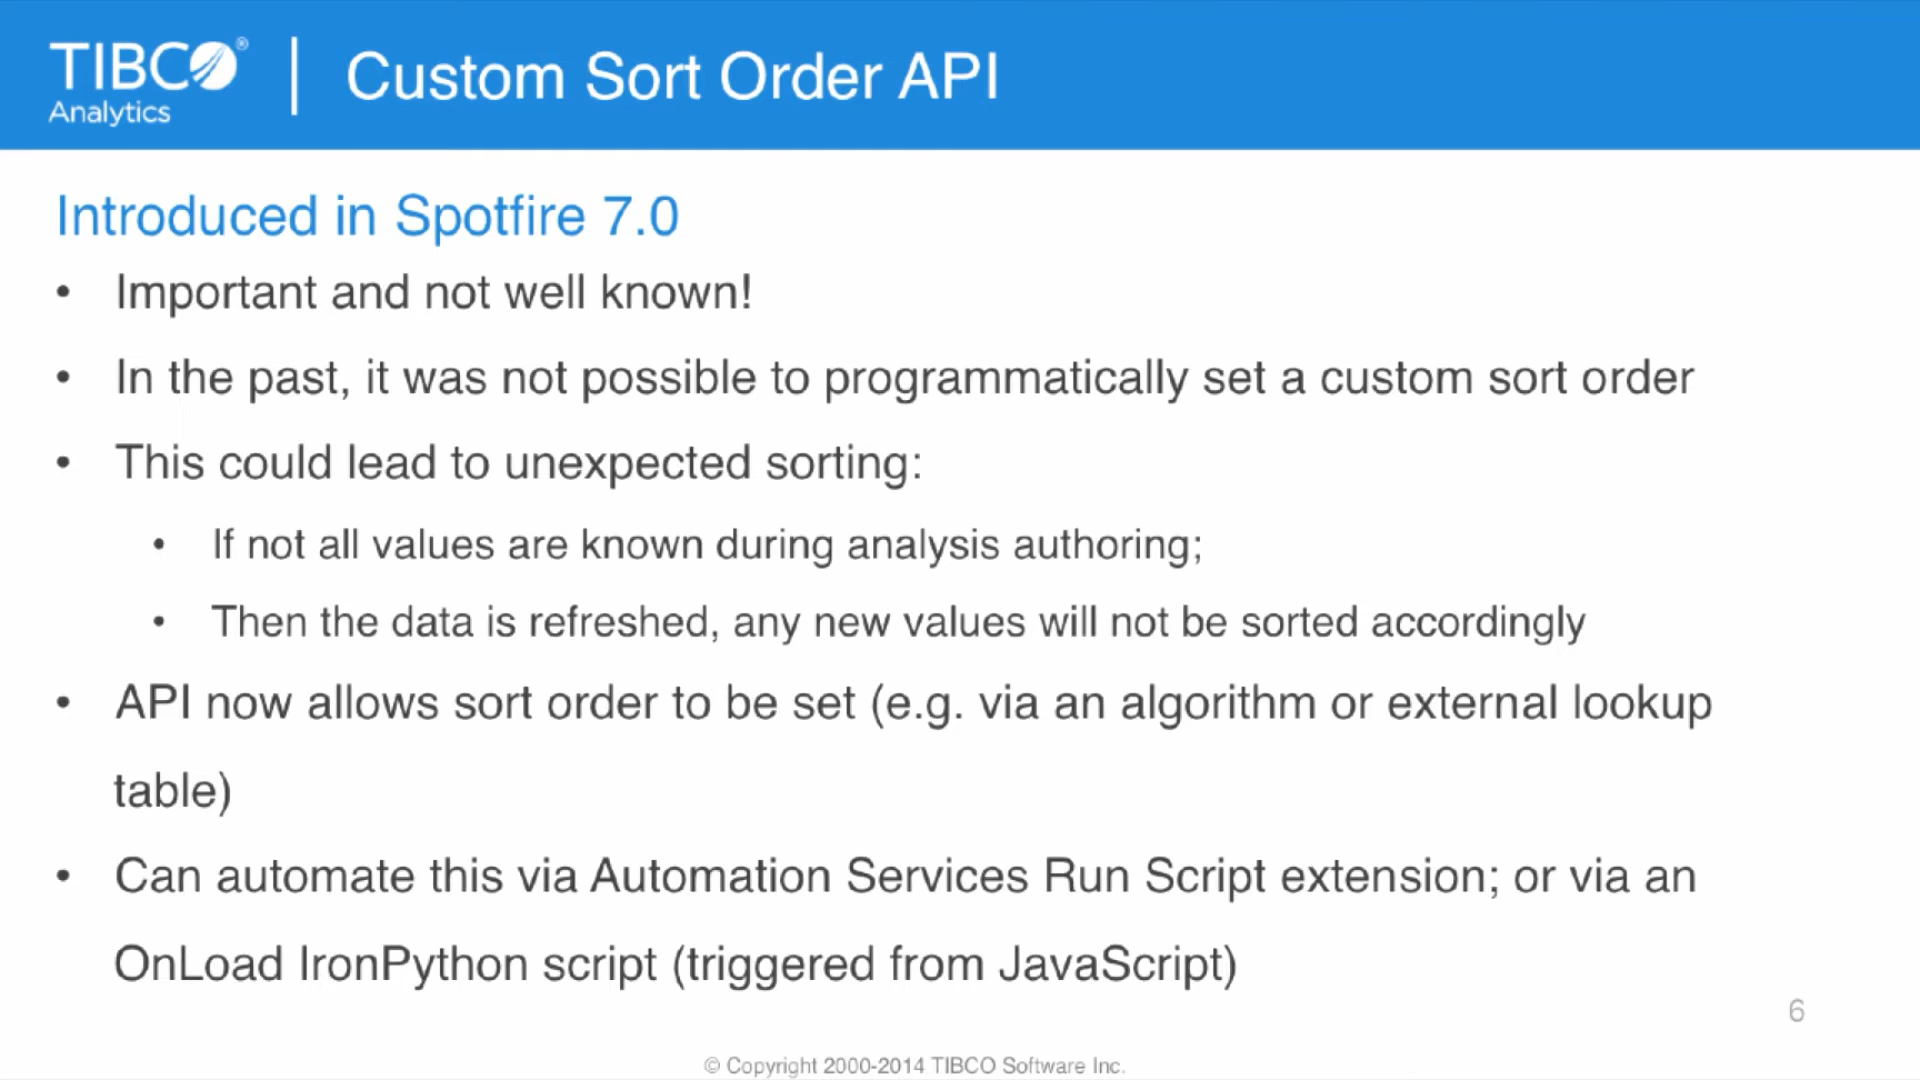 TIBCO®
Analytics
Custom Sort Order API
Introduced in Spotfire 7.0
• Important and not well known!
• In the past, it was not possible to programmatically set a custom sort order
• This could lead to unexpected sorting:
• If not all values are known during analysis authoring;
• Then the data is refreshed, any new values will not be sorted accordingly
• API now allows sort order to be set (e.g. via an algorithm or external lookup
table)
• Can automate this via Automation Services Run Script extension; or via an
OnLoad IronPython script (triggered from JavaScript)
6
© Copyright 2000-2014 TIBCO Software Inc.